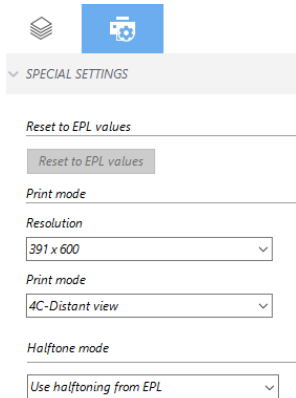 SPECIAL SETTINGS
Reset to EPL values
Reset to EPL values
Print mode
Resolution
391 x 600
Print mode
4C-Distant view
Halftone mode
Use halftoning from EPL